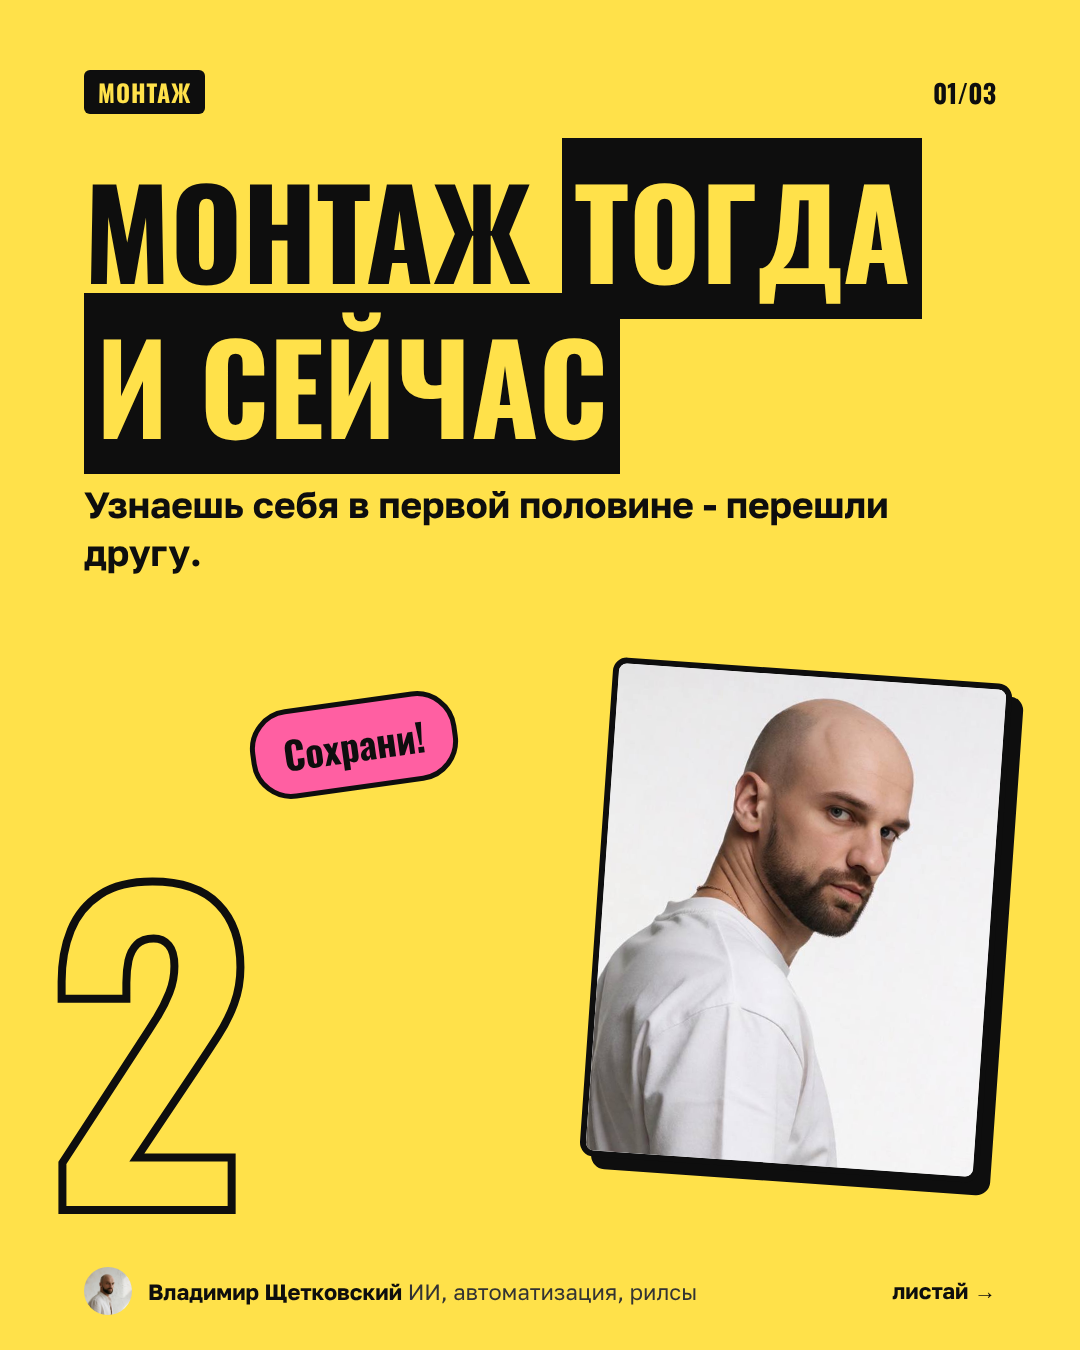 МОНТАЖ
01/03
МОНТАЖ ТОГДА
И СЕЙЧАС
Узнаешь себя в первой половине - перешли
другу.
Сохрани!
2
Владимир Щетковский ИИ, автоматизация, рилсы
листай →